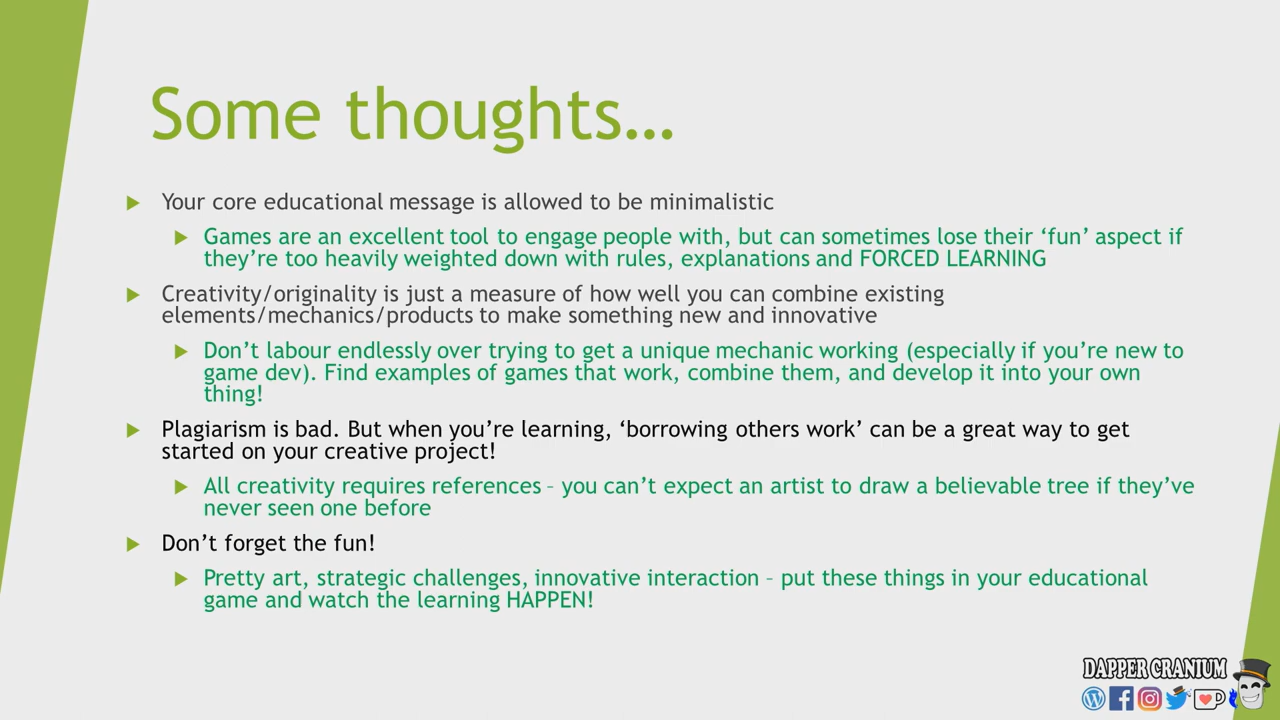 Some thoughts...
Your core educational message is allowed to be minimalistic
Games are an excellent tool to engage people with, but can sometimes lose their ‘fun’ aspect if
they’re too heavily weighted down with rules, explanations and FORCED LEARNING
Creativity/originality is just a measure of how well you can combine existing
elements/mechanics/products to make something new and innovative
Don’t labour endlessly over trying to get a unique mechanic working (especially if you’re new to
game dev). Find examples of games that work, combine them, and develop it into your own
thing!
Plagiarism is bad. But when you’re learning, ‘borrowing others work’ can be a great way to get
started on your creative project!
All creativity requires references – you can’t expect an artist to draw a believable tree if they’ve
never seen one before
Don’t forget the fun!
Pretty art, strategic challenges, innovative interaction – put these things in your educational
game and watch the learning HAPPEN!
DAPPER CRANIUM